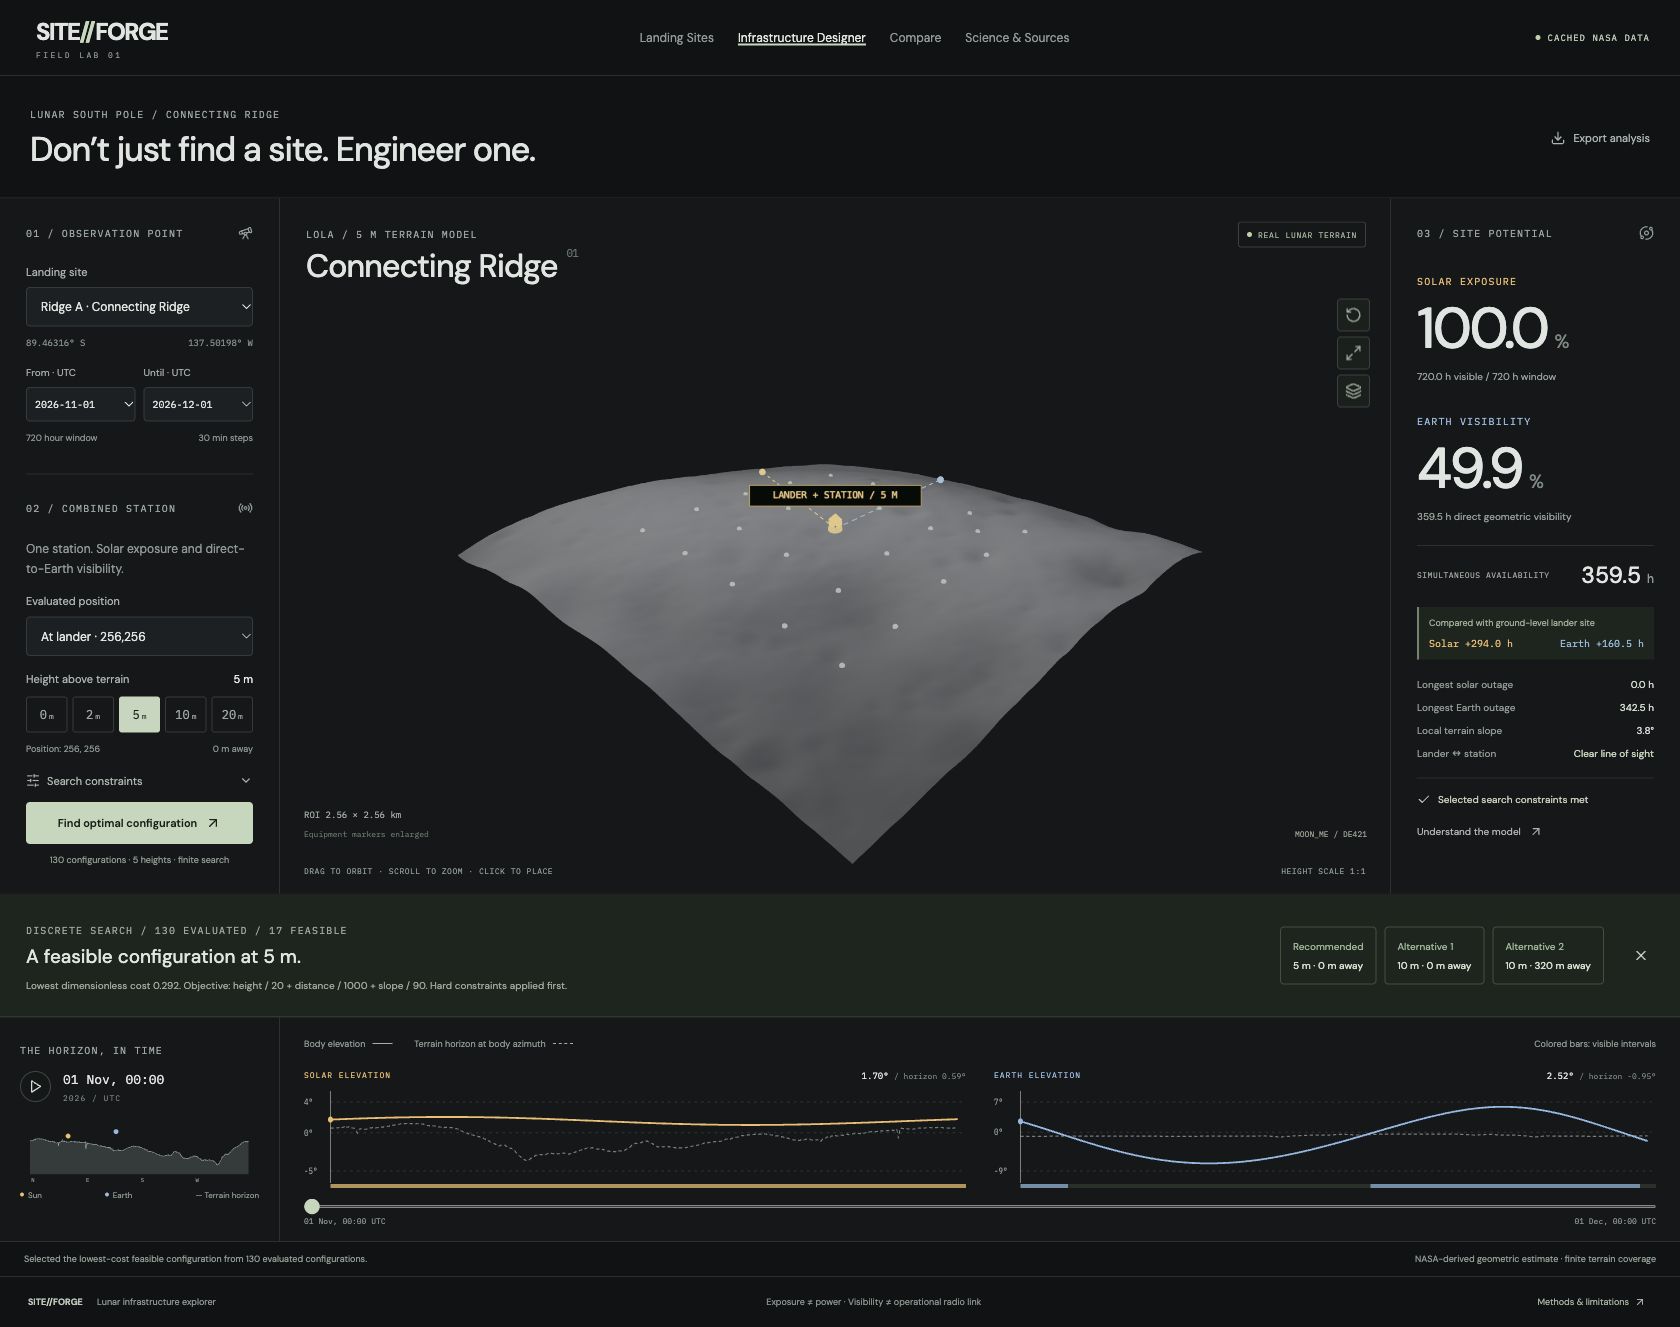 SITE//FORGE
FIELD LAB 01
Landing Sites
Infrastructure Designer
Compare
Science & Sources
CACHED NASA DATA
LUNAR SOUTH POLE / CONNECTING RIDGE
Don’t just find a site. Engineer one.
Export analysis
01 / OBSERVATION POINT
Landing site
Ridge A · Connecting Ridge
89.46316° S
137.50198° W
From · UTC
Until · UTC
2026-11-01
2026-12-01
720 hour window
30 min steps
02 / COMBINED STATION
One station. Solar exposure and direct-
to-Earth visibility.
Evaluated position
At lander · 256,256
Height above terrain
5 m
0 m
2 m
5 m
10 m
20 m
Position: 256, 256
0 m away
Search constraints
Find optimal configuration
130 configurations · 5 heights · finite search
LOLA / 5 M TERRAIN MODEL
Connecting Ridge 01
REAL LUNAR TERRAIN
LANDER + STATION / 5 M
ROI 2.56 × 2.56 km
Equipment markers enlarged
MOON_ME / DE421
DRAG TO ORBIT · SCROLL TO ZOOM · CLICK TO PLACE
HEIGHT SCALE 1:1
03 / SITE POTENTIAL
SOLAR EXPOSURE
100.0 %
720.0 h visible / 720 h window
EARTH VISIBILITY
49.9 %
359.5 h direct geometric visibility
SIMULTANEOUS AVAILABILITY
359.5 h
Compared with ground-level lander site
Solar +294.0 h
Earth +160.5 h
Longest solar outage
0.0 h
Longest Earth outage
342.5 h
Local terrain slope
3.8°
Lander ↔ station
Clear line of sight
Selected search constraints met
Understand the model
DISCRETE SEARCH / 130 EVALUATED / 17 FEASIBLE
A feasible configuration at 5 m.
Lowest dimensionless cost 0.292. Objective: height / 20 + distance / 1000 + slope / 90. Hard constraints applied first.
Recommended
5 m · 0 m away
Alternative 1
10 m · 0 m away
Alternative 2
10 m · 320 m away
THE HORIZON, IN TIME
01 Nov, 00:00
2026 / UTC
N
E
S
W
Sun
Earth
Terrain horizon
Body elevation
Terrain horizon at body azimuth
Colored bars: visible intervals
SOLAR ELEVATION
1.70° / horizon 0.59°
4°
0°
-5°
EARTH ELEVATION
2.52° / horizon -0.95°
7°
0°
-9°
01 Nov, 00:00 UTC
01 Dec, 00:00 UTC
Selected the lowest-cost feasible configuration from 130 evaluated configurations.
NASA-derived geometric estimate · finite terrain coverage
SITE//FORGE
Lunar infrastructure explorer
Exposure ≠ power · Visibility ≠ operational radio link
Methods & limitations